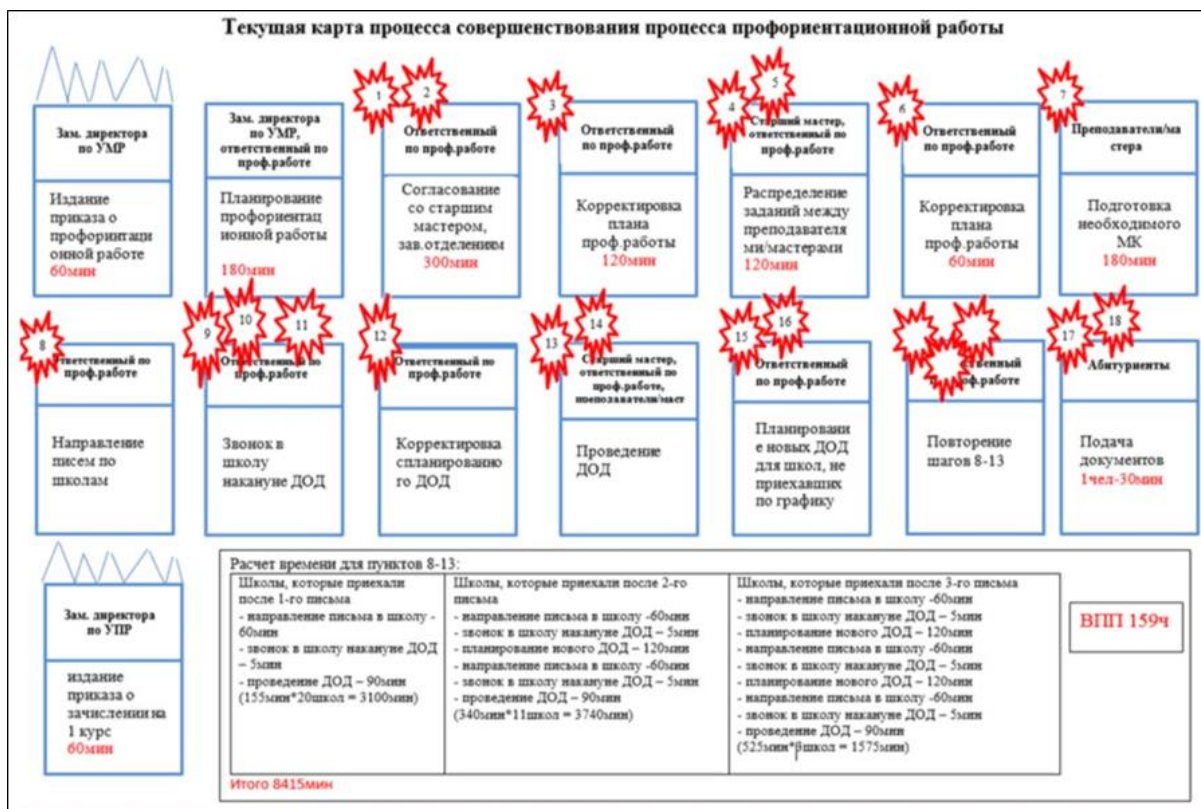 Текущая карта процесса совершенствования процесса профориентационной работы
Зам. директора
по УМР
Издание
приказа о
профоринтаци
оинной работе
60мин
Зам. директора
по УМР,
ответственный по
проф.работе
Планирование
профориентац
ионной работы
180мин
1
2
Ответственный
по проф.работе
Согласование
со старшим
мастером,
зав.отделениям
300мин
3
Ответственный
по проф.работе
Корректировка
плана
проф.работы
120мин
4
5
Старший мастер,
ответственный по
проф.работе
Распределение
заданий между
преподавателя
ми/мастерами
120мин
6
Ответственный
по проф.работе
Корректировка
плана
проф.работы
60мин
7
Преподаватели/ма
стера
Подготовка
необходимого
МК
180мин
8
Ответственный по
проф.работе
Направление
писем по
школам
9
10
11
Ответственный по
проф.работе
Звонок в
школу
накануне ДОД
12
Ответственный по
проф.работе
Корректировка
спланированно
го ДОД
13
14
Старший мастер,
ответственный по
проф.работе,
преподаватели/маст
Проведение
ДОД
15
16
Ответственный
по проф.работе
Планировани
е новых ДОД
для школ, не
приехавших
по графику
Повторение
шагов 8-13
17
18
Абитуриенты
Подача
документов
1чел-30мин
Зам. директора
по УПР
издание
приказа о
зачислении на
1 курс
60мин
Расчет времени для пунктов 8-13:
Школы, которые приехали
после 1-го письма
- направление письма в школу -
60мин
- звонок в школу накануне ДОД
– 5мин
- проведение ДОД – 90мин
(155мин*20школ = 3100мин)
Школы, которые приехали после 2-го
письма
- направление письма в школу -60мин
- звонок в школу накануне ДОД – 5мин
- планирование нового ДОД – 120мин
- направление письма в школу -60мин
- звонок в школу накануне ДОД – 5мин
- проведение ДОД – 90мин
(340мин*11школ = 3740мин)
Школы, которые приехали после 3-го письма
- направление письма в школу -60мин
- звонок в школу накануне ДОД – 5мин
- планирование нового ДОД – 120мин
- направление письма в школу -60мин
- звонок в школу накануне ДОД – 5мин
- планирование нового ДОД – 120мин
- направление письма в школу -60мин
- звонок в школу накануне ДОД – 5мин
- проведение ДОД – 90мин
(525мин*3школ = 1575мин)
Итого 8415мин
ВПП 159ч